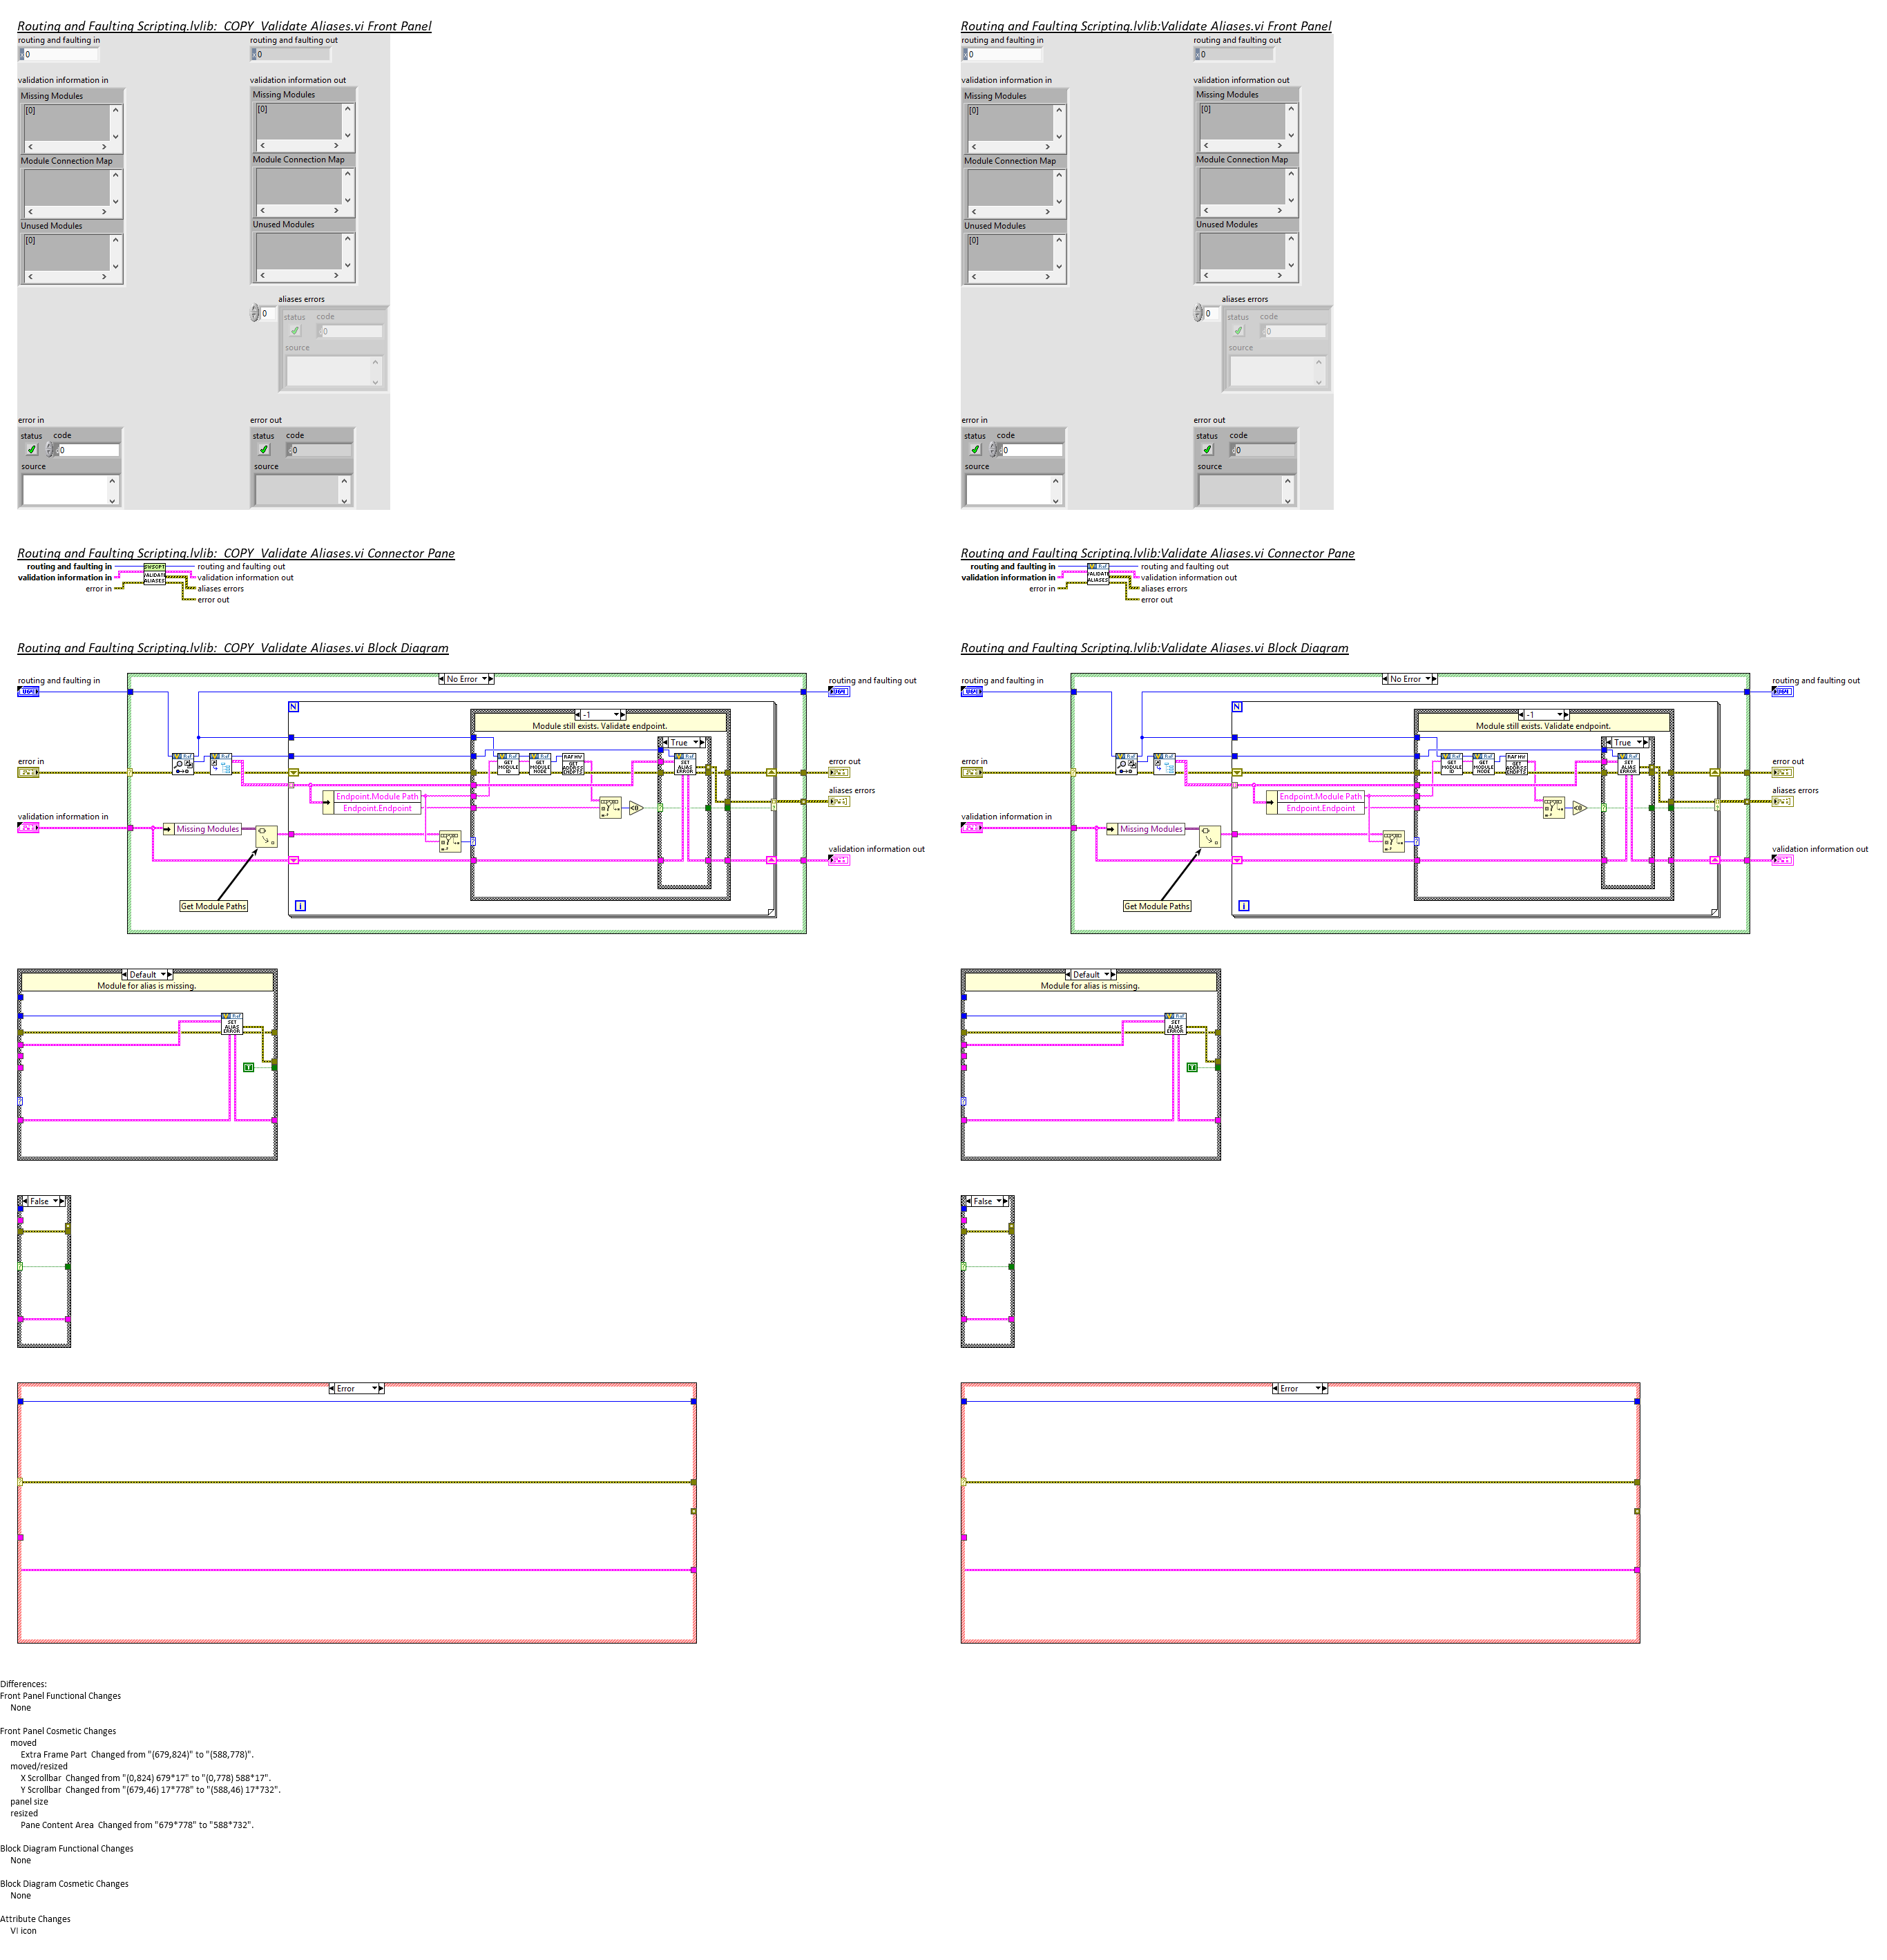 Routing and Faulting Scripting.lvlib:  COPY  Validate Aliases.vi Front Panel
routing and faulting in
0
routing and faulting out
0
validation information in
Missing Modules
[0]
Module Connection Map
Unused Modules
[0]
validation information out
Missing Modules
[0]
Module Connection Map
Unused Modules
aliases errors
0
status
code
0
source
error in
status
code
0
source
error out
status
code
0
source
Routing and Faulting Scripting.lvlib:Validate Aliases.vi Front Panel
routing and faulting in
0
routing and faulting out
0
validation information in
Missing Modules
[0]
Module Connection Map
Unused Modules
[0]
validation information out
Missing Modules
[0]
Module Connection Map
Unused Modules
aliases errors
0
status
code
0
source
error in
status
code
0
source
error out
status
code
0
source
Routing and Faulting Scripting.lvlib:  COPY  Validate Aliases.vi Connector Pane
routing and faulting in
validation information in
error in
VALIDATE
ALIASES
routing and faulting out
validation information out
aliases errors
error out
Routing and Faulting Scripting.lvlib:Validate Aliases.vi Connector Pane
routing and faulting in
validation information in
error in
Ref
VALIDATE
ALIASES
routing and faulting out
validation information out
aliases errors
error out
Routing and Faulting Scripting.lvlib:  COPY  Validate Aliases.vi Block Diagram
routing and faulting in
error in
validation information in
No Error
N
-1
Module still exists. Validate endpoint.
True
GET
MODULE
ID
GET
MODULE
NODE
GET
ADDRSS
ENDPTS
SET
ALIAS
ERROR
Endpoint.Module Path
Endpoint.Endpoint
Missing Modules
Get Module Paths
i
routing and faulting out
error out
aliases errors
validation information out
Routing and Faulting Scripting.lvlib:Validate Aliases.vi Block Diagram
routing and faulting in
error in
validation information in
No Error
N
-1
Module still exists. Validate endpoint.
True
GET
MODULE
ID
GET
MODULE
NODE
GET
ADDRSS
ENDPTS
SET
ALIAS
ERROR
Endpoint.Module Path
Endpoint.Endpoint
Missing Modules
Get Module Paths
i
routing and faulting out
error out
aliases errors
validation information out
Default
Module for alias is missing.
SET
ALIAS
ERROR
T
Default
Module for alias is missing.
SET
ALIAS
ERROR
T
False
False
Error
Error
Differences:
Front Panel Functional Changes
None
Front Panel Cosmetic Changes
moved
Extra Frame Part  Changed from "(679,824)" to "(588,778)".
moved/resized
X Scrollbar  Changed from "(0,824) 679*17" to "(0,778) 588*17".
Y Scrollbar  Changed from "(679,46) 17*778" to "(588,46) 17*732".
panel size
resized
Pane Content Area  Changed from "679*778" to "588*732".
Block Diagram Functional Changes
None
Block Diagram Cosmetic Changes
None
Attribute Changes
VI icon